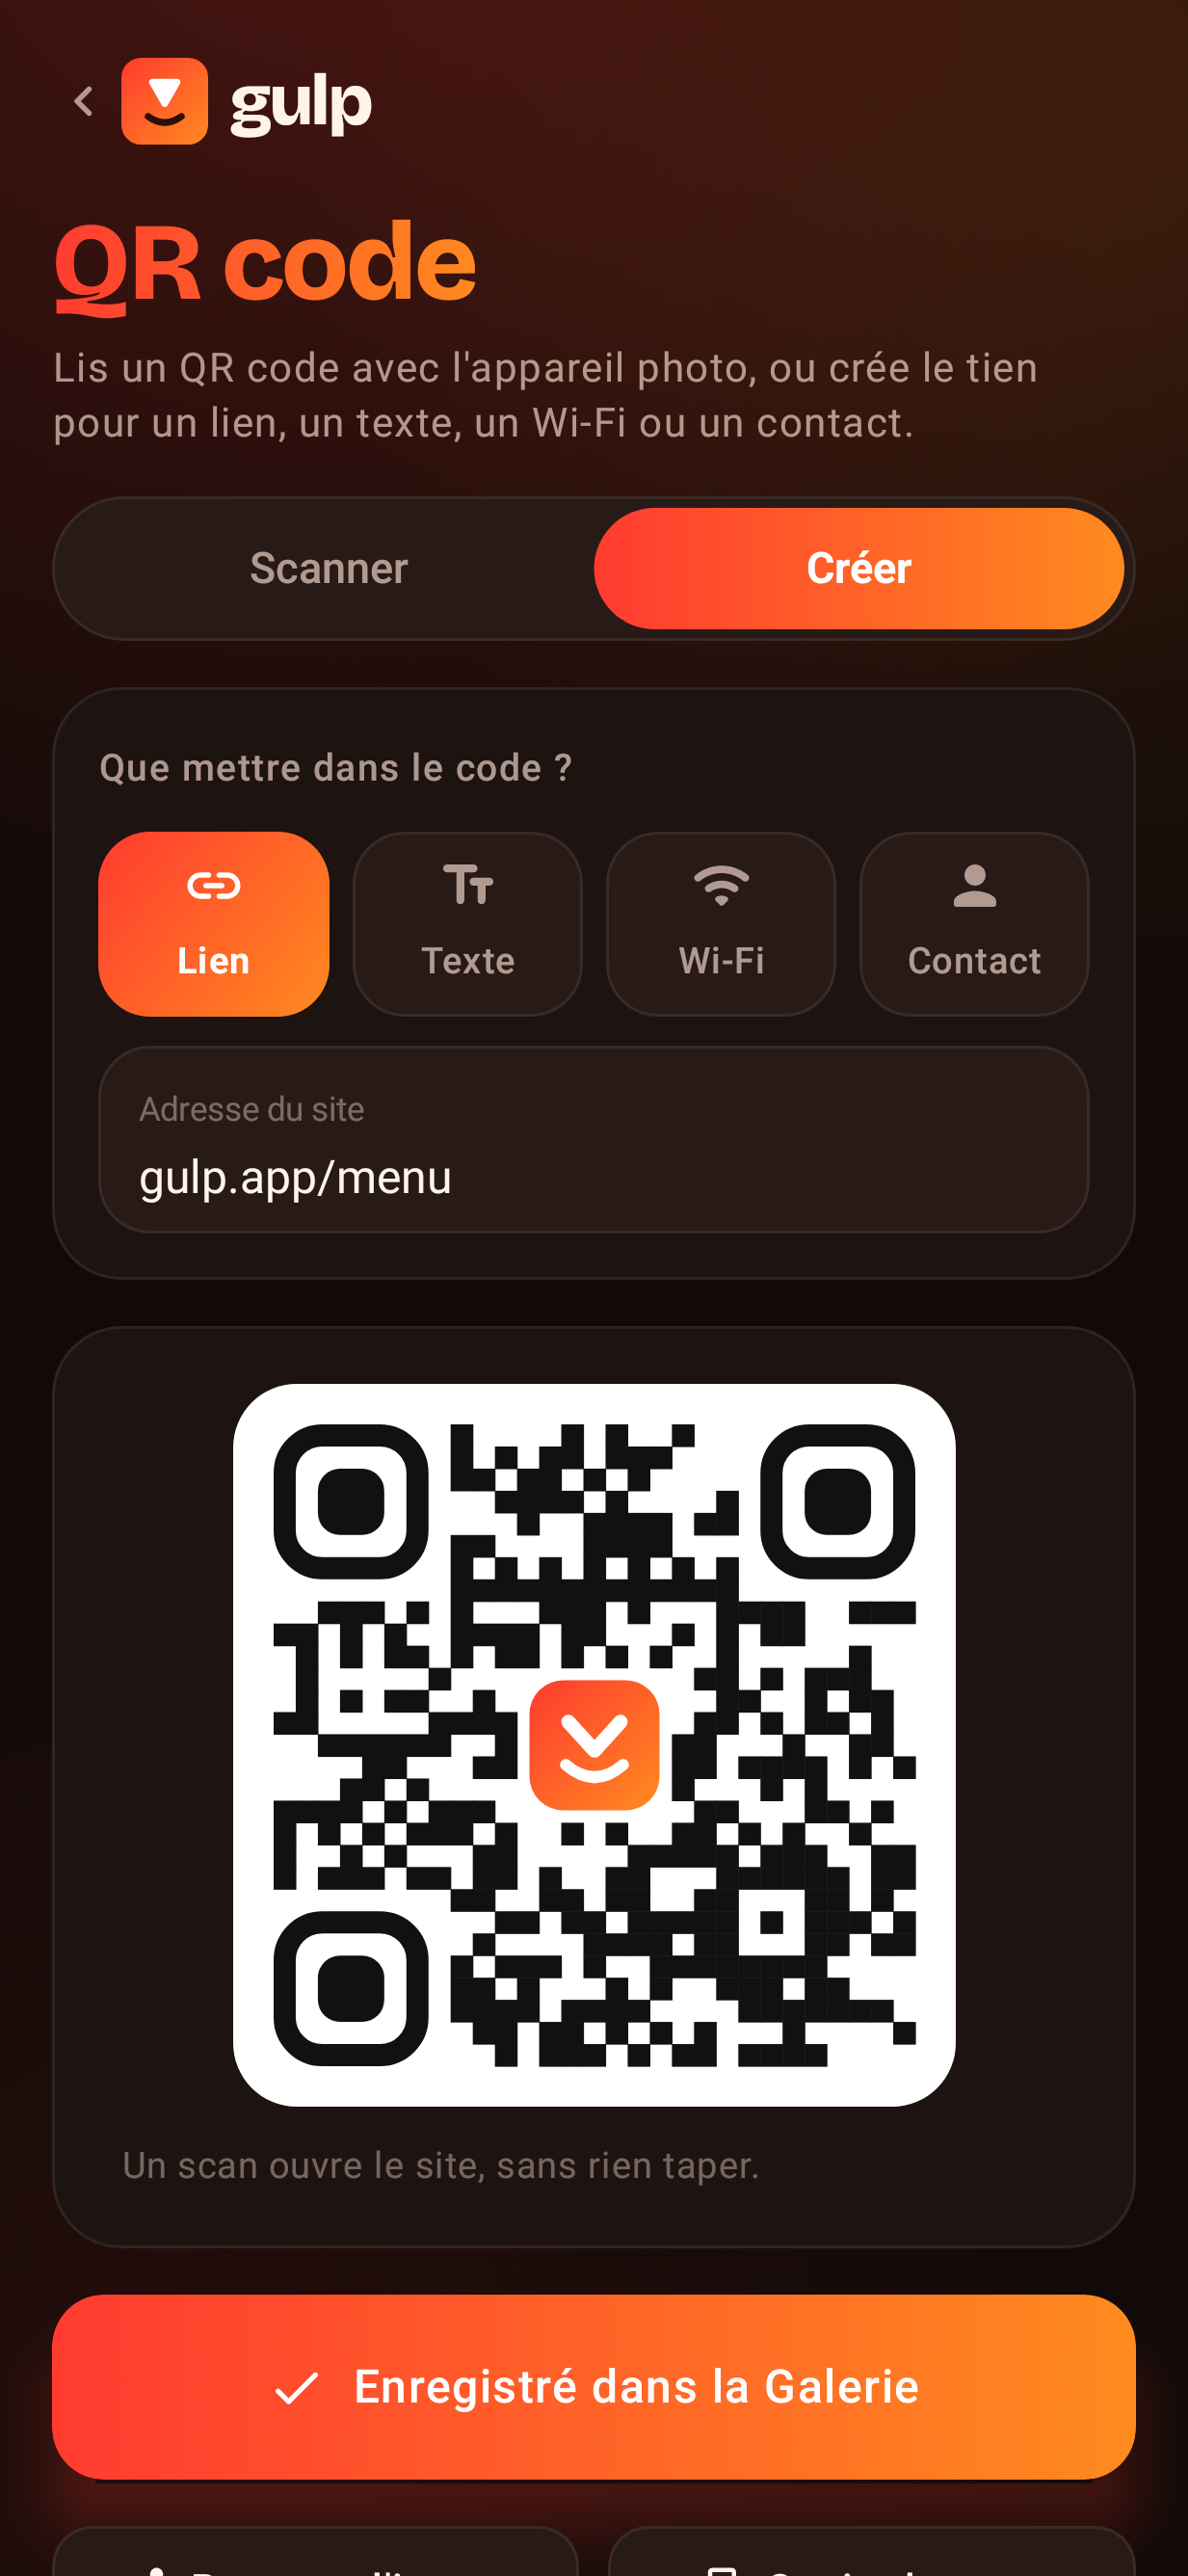 gulp
QR code
Lis un QR code avec l'appareil photo, ou crée le tien
pour un lien, un texte, un Wi-Fi ou un contact.
Scanner
Créer
Que mettre dans le code ?
Lien
Texte
Wi-Fi
Contact
Adresse du site
gulp.app/menu
Un scan ouvre le site, sans rien taper.
Enregistré dans la Galerie